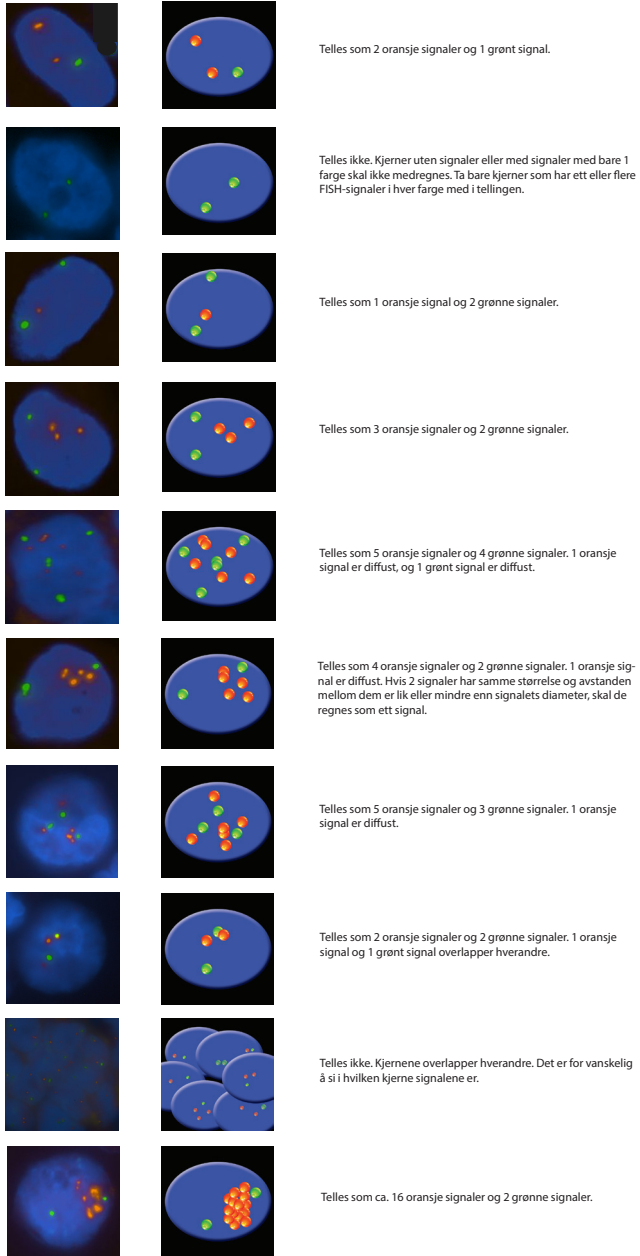 Telles som 2 oransje signaler og 1 grønt signal.
Telles ikke. Kjerner uten signaler eller med signaler med bare 1
farge skal ikke medregnes. Ta bare kjerner som har ett eller flere
FISH-signaler i hver farge med i tellingen.
Telles som 1 oransje signal og 2 grønne signaler.
Telles som 3 oransje signaler og 2 grønne signaler.
Telles som 5 oransje signaler og 4 grønne signaler. 1 oransje
signal er diffust, og 1 grønt signal er diffust.
Telles som 4 oransje signaler og 2 grønne signaler. 1 oransje sig-
nal er diffust. Hvis 2 signaler har samme størrelse og avstanden
mellom dem er lik eller mindre enn signalets diameter, skal de
regnes som ett signal.
Telles som 5 oransje signaler og 3 grønne signaler. 1 oransje
signal er diffust.
Telles som 2 oransje signaler og 2 grønne signaler. 1 oransje
signal og 1 grønt signal overlapper hverandre.
Telles ikke. Kjernene overlapper hverandre. Det er for vanskelig
å si i hvilken kjerne signalene er.
Telles som ca. 16 oransje signaler og 2 grønne signaler.